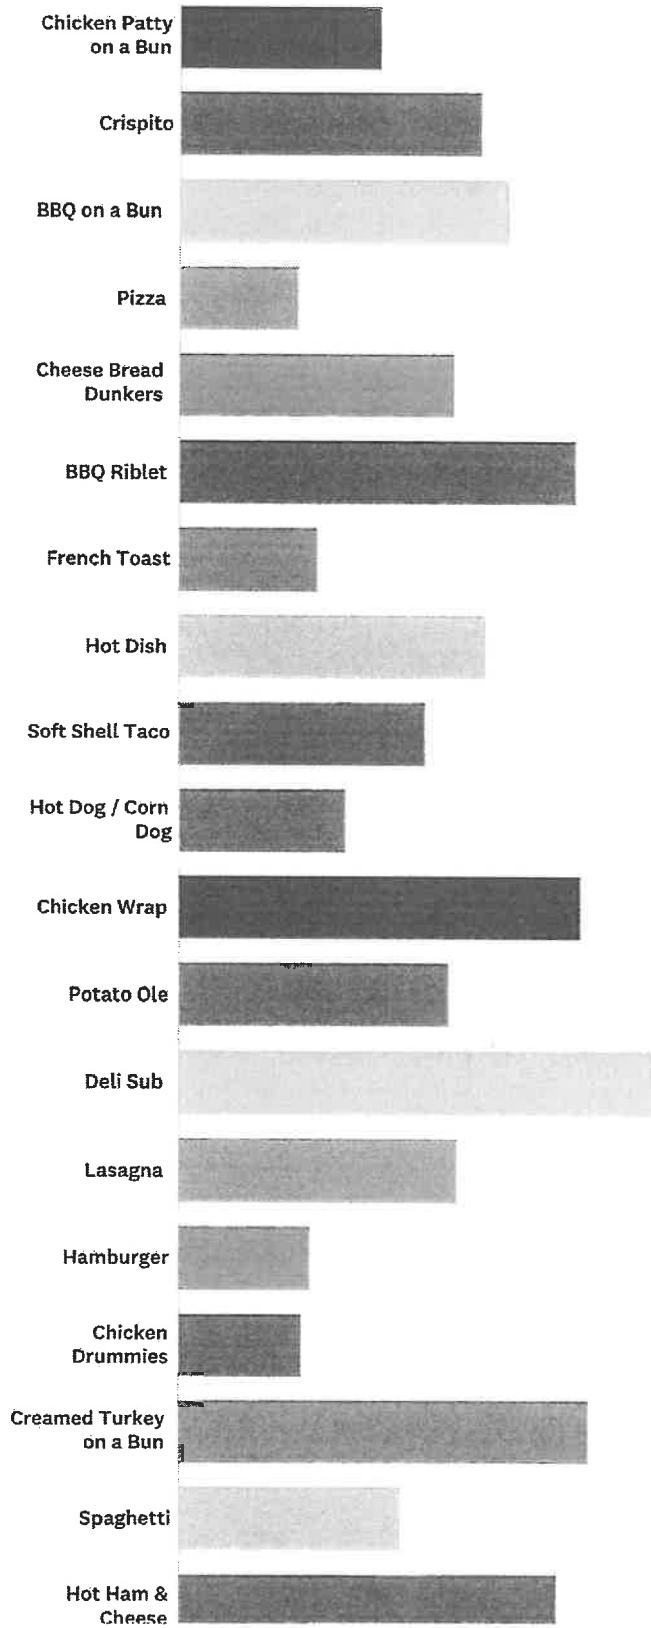 Chicken Patty
on a Bun
Crispito
BBQ on a Bun
Pizza
Cheese Bread
Dunkers
BBQ Riblet
French Toast
Hot Dish
Soft Shell Taco
Hot Dog / Corn
Dog
Chicken Wrap
Potato Ole
Deli Sub
Lasagna
Hamburger
Chicken
Drummies
Creamed Turkey
on a Bun
Spaghetti
Hot Ham &
Cheese